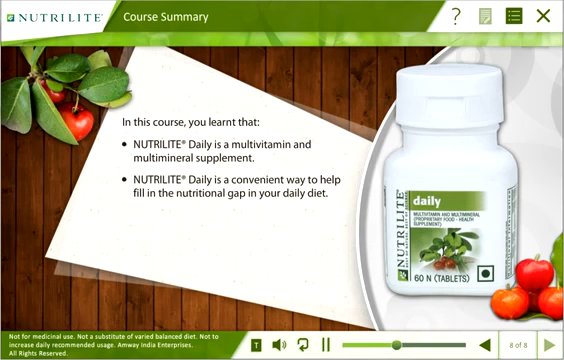 NUTRILITE®
Course Summary
?
In this course, you learnt that:
• NUTRILITE® Daily is a multivitamin and
multimineral supplement.
• NUTRILITE® Daily is a convenient way to help
fill in the nutritional gap in your daily diet.
NUTRILITE
daily
MULTIVITAMIN AND MULTIMINERAL
(PROPRIETARY FOOD - HEALTH
SUPPLEMENT)
60 N (TABLETS)
Not for medicinal use. Not a substitute of varied balanced diet. Not to
increase daily recommended usage. Amway India Enterprises.
All Rights Reserved.
T
8 of 8